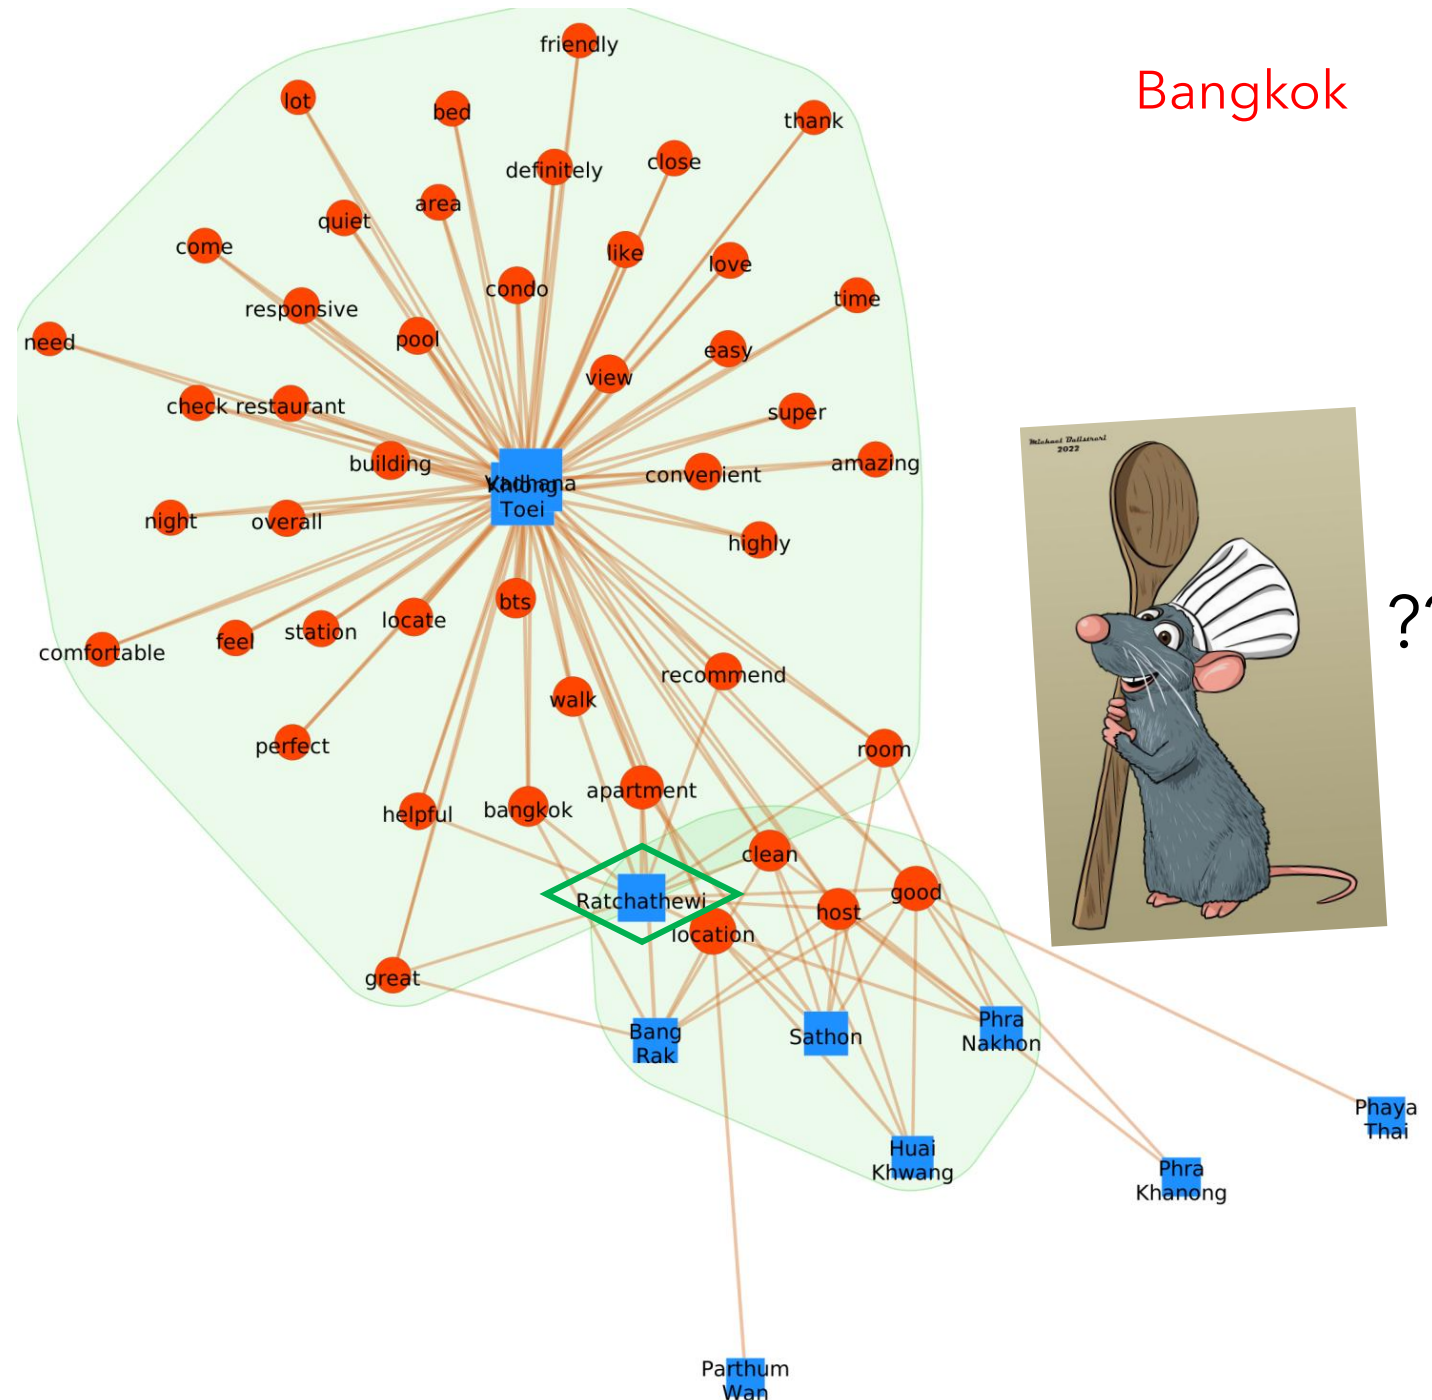 friendly
lot
bed
Bangkok
thank
close
definitely
area
quiet
come
like
love
condo
time
responsive
need
pool
easy
view
check
restaurant
super
building
amazing
convenient
Toei
night
overall
highly
bts
locate
station
feel
comfortable
recommend
walk
perfect
room
apartment
helpful
bangkok
clean
good
Ratchathewi
host
location
great
Bang
Rak
Sathon
Phra
Nakhon
Huai
Khwang
Phra
Khanong
Phaya
Thai
Parthum
Wan
Michael Balistreri
2022
??